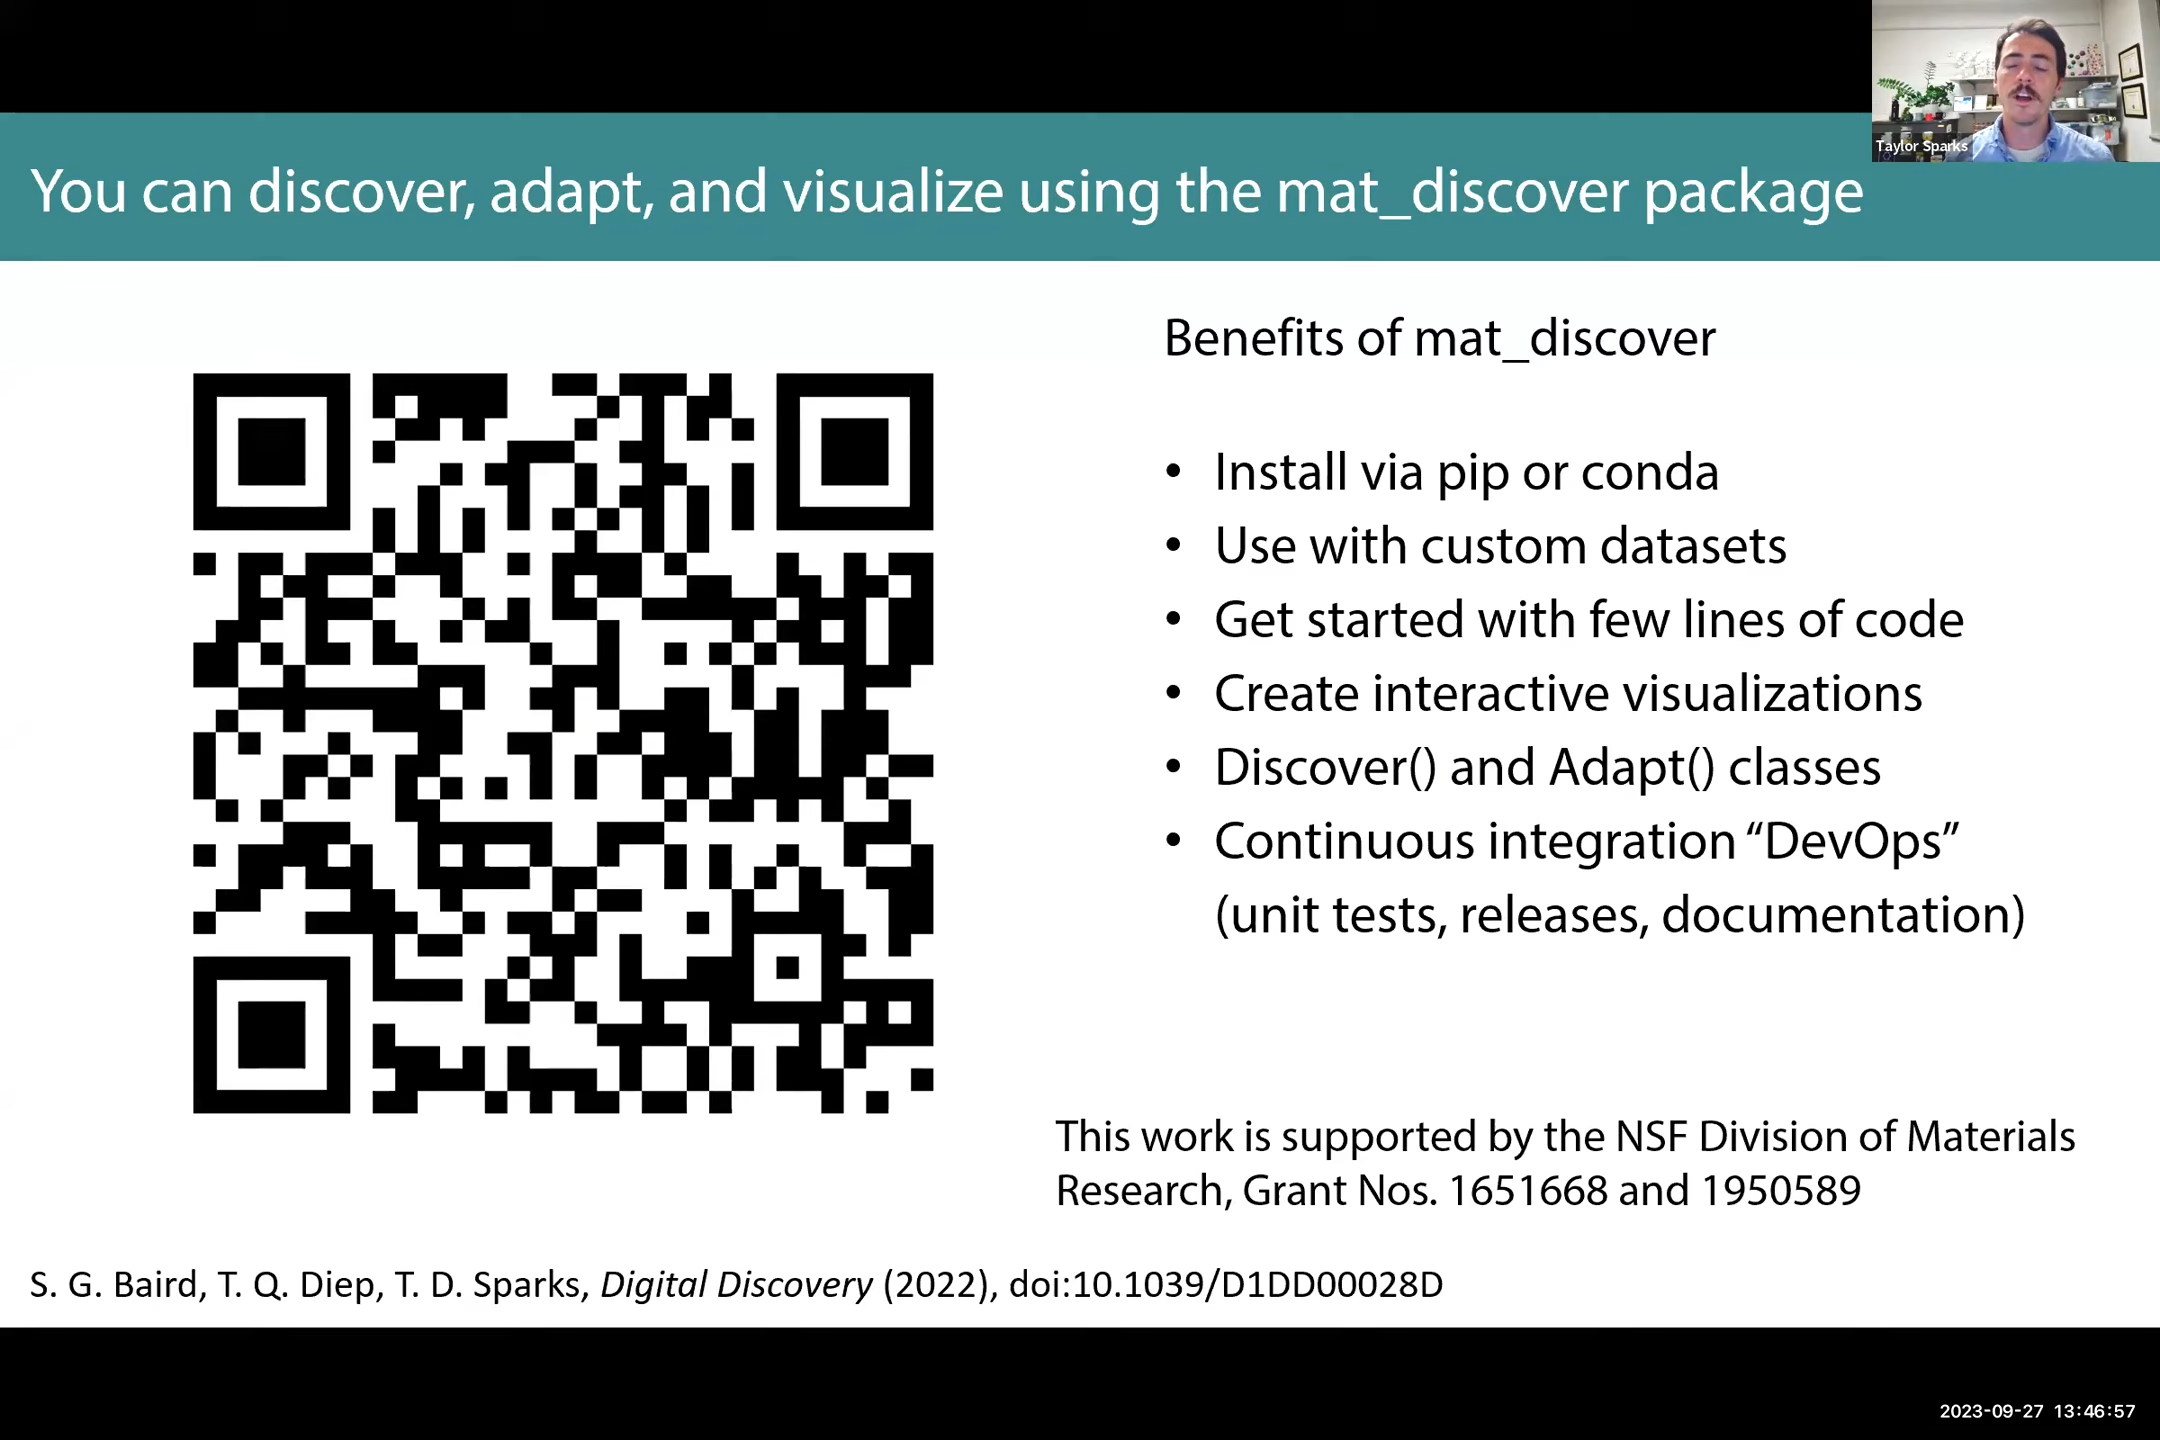 Taylor Sparks
You can discover, adapt, and visualize using the mat_discover package
Benefits of mat_discover
• Install via pip or conda
• Use with custom datasets
• Get started with few lines of code
• Create interactive visualizations
• Discover() and Adapt() classes
• Continuous integration “DevOps”
(unit tests, releases, documentation)
This work is supported by the NSF Division of Materials
Research, Grant Nos. 1651668 and 1950589
S. G. Baird, T. Q. Diep, T. D. Sparks, Digital Discovery (2022), doi:10.1039/D1DD00028D
2023-09-27 13:46:57